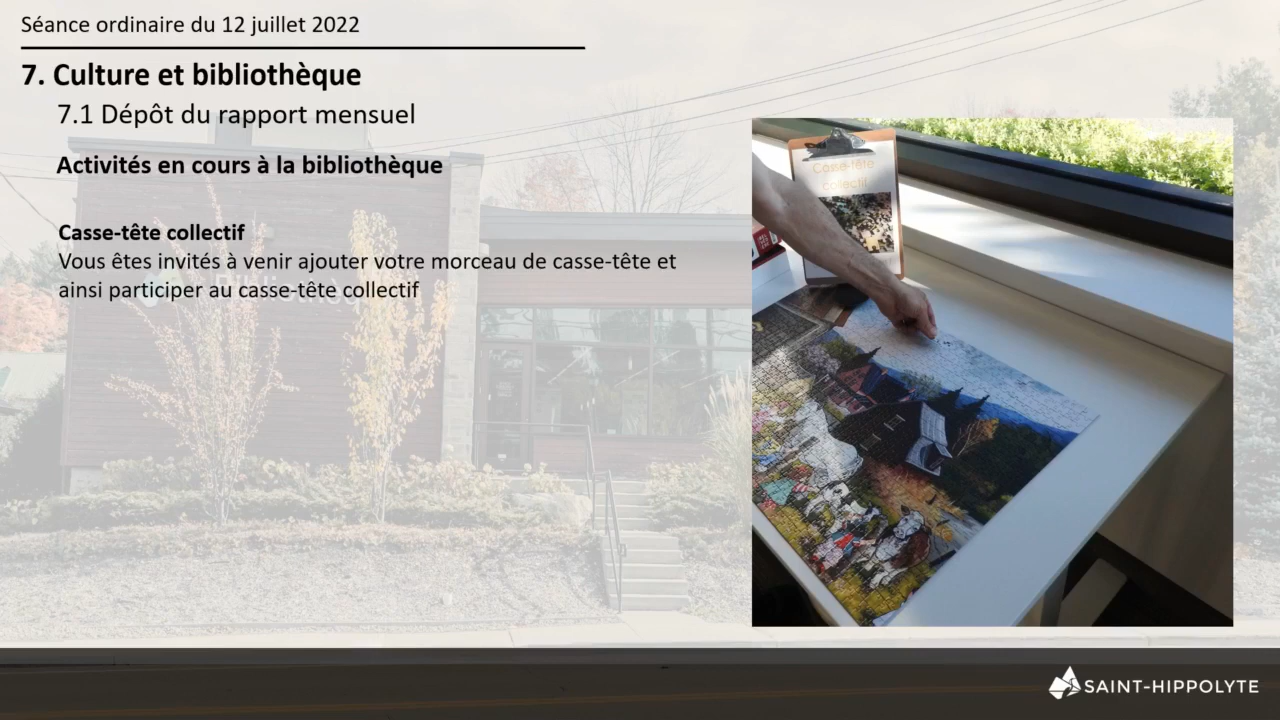 Séance ordinaire du 12 juillet 2022
7. Culture et bibliothèque
7.1 Dépôt du rapport mensuel
Activités en cours à la bibliothèque
Casse-tête collectif
Vous êtes invités à venir ajouter votre morceau de casse-tête et
ainsi participer au casse-tête collectif
Casse-tête
collectif
Bibliothèque
SAINT-HIPPOLYTE